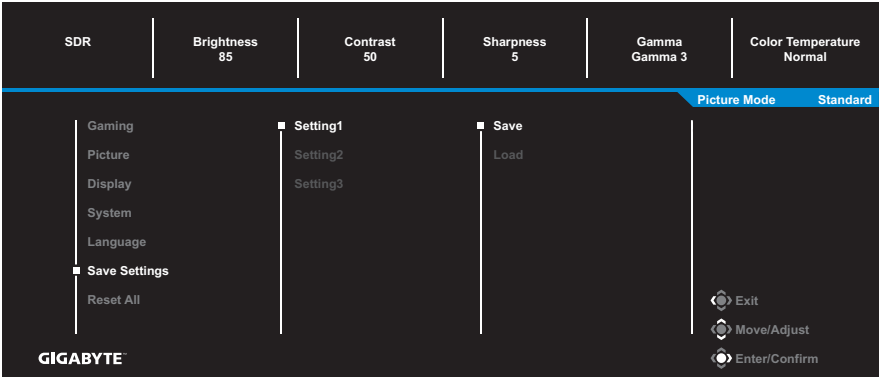 SDR
Brightness
85
Contrast
50
Sharpness
5
Gamma
Gamma 3
Color Temperature
Normal
Picture Mode Standard
Gaming
Picture
Display
System
Language
Save Settings
Reset All
Setting1
Setting2
Setting3
Save
Load
Exit
Move/Adjust
Enter/Confirm
GIGABYTE™